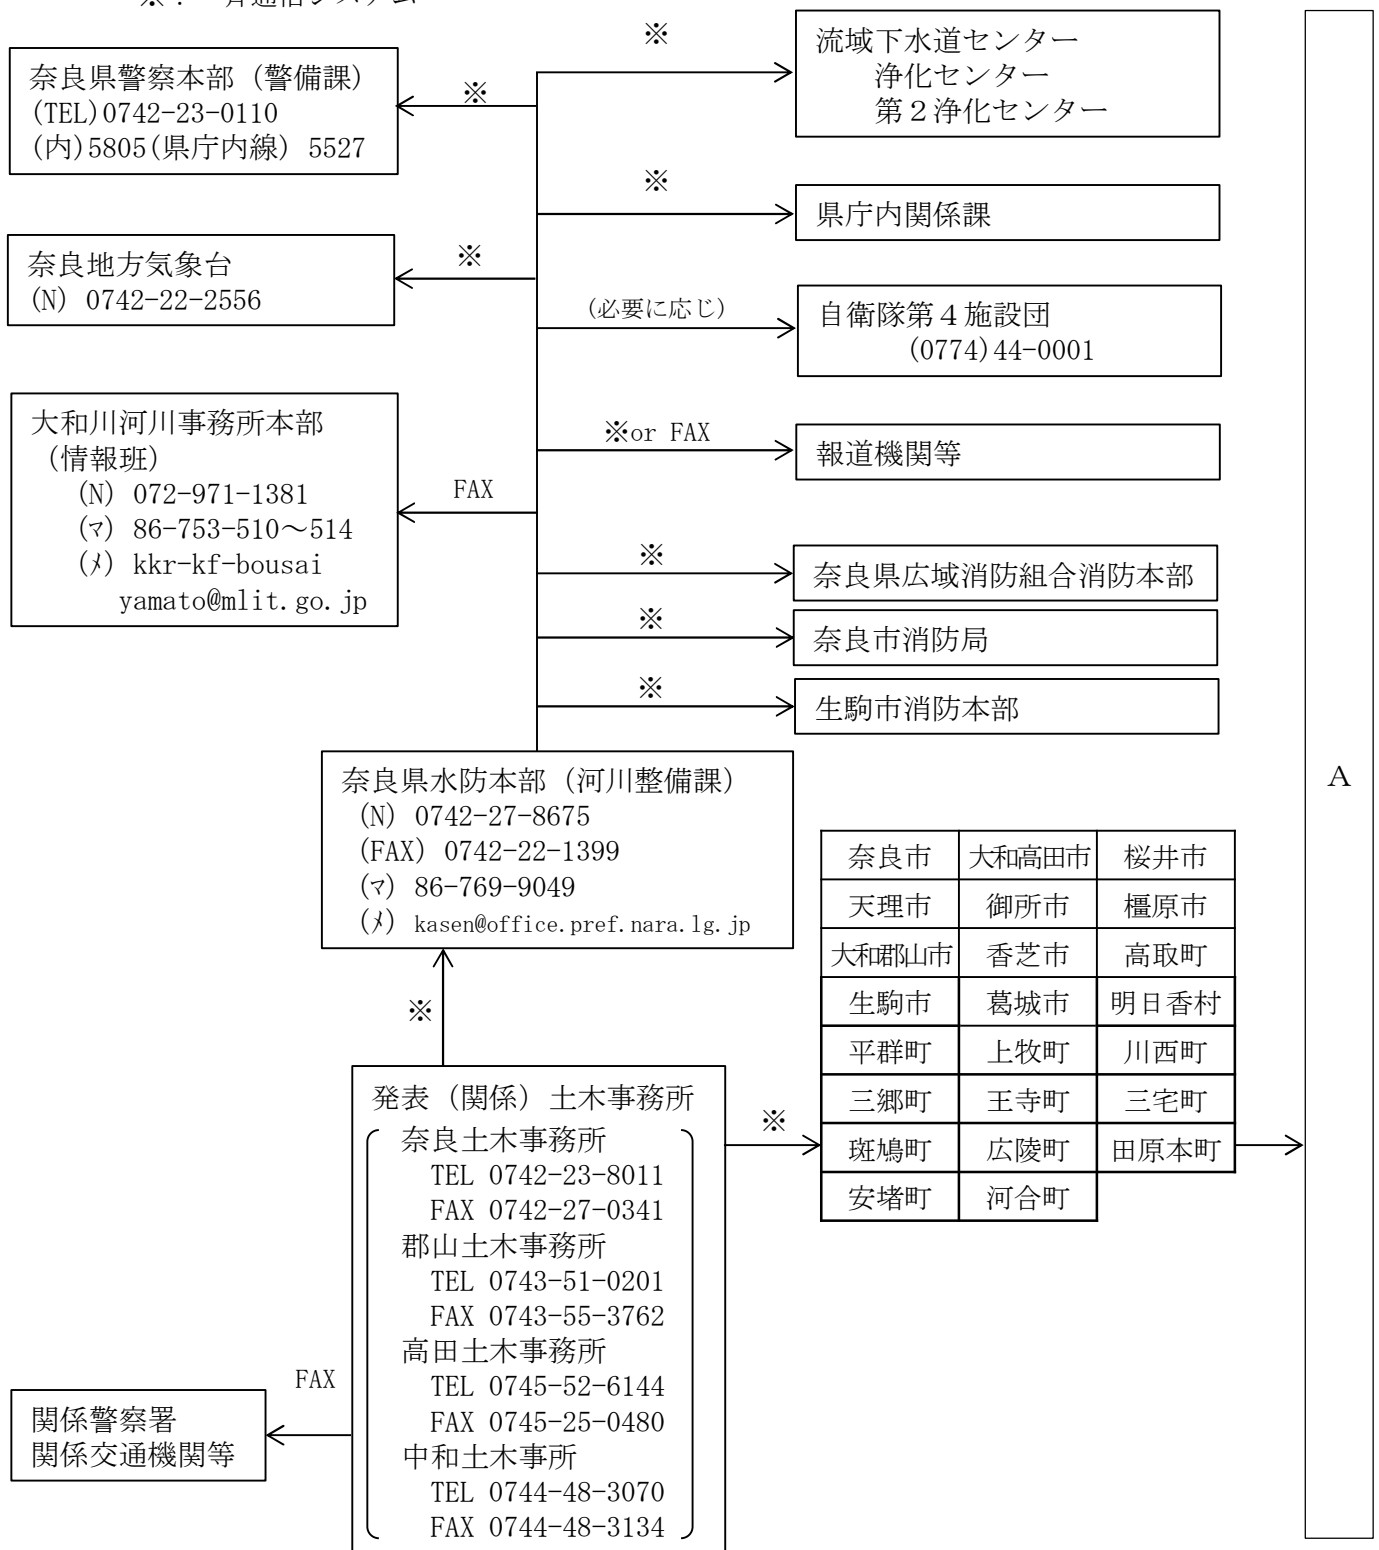 ※
流域下水道センター
浄化センター
第２浄化センター
奈良県警察本部（警備課）
(TEL)0742-23-0110
(内)5805(県庁内線) 5527
※
※
県庁内関係課
奈良地方気象台
(N) 0742-22-2556
※
(必要に応じ)
自衛隊第４施設団
(0774)44-0001
大和川河川事務所本部
（情報班）
(N) 072-971-1381
(ﾏ) 86-753-510～514
(ﾒ) kkr-kf-bousai
yamato@mlit.go.jp
※or FAX
報道機関等
FAX
※
奈良県広域消防組合消防本部
※
奈良市消防局
※
生駒市消防本部
奈良県水防本部（河川整備課）
(N) 0742-27-8675
(FAX) 0742-22-1399
(ﾏ) 86-769-9049
(ﾒ) kasen@office.pref.nara.lg.jp
A
奈良市 大和高田市 桜井市
天理市 御所市 橿原市
大和郡山市 香芝市 高取町
生駒市 葛城市 明日香村
平群町 上牧町 川西町
三郷町 王寺町 三宅町
斑鳩町 広陵町 田原本町
安堵町 河合町
※
※
発表（関係）土木事務所
奈良土木事務所
TEL 0742-23-8011
FAX 0742-27-0341
郡山土木事務所
TEL 0743-51-0201
FAX 0743-55-3762
高田土木事務所
TEL 0745-52-6144
FAX 0745-25-0480
中和土木事所
TEL 0744-48-3070
FAX 0744-48-3134
FAX
関係警察署
関係交通機関等